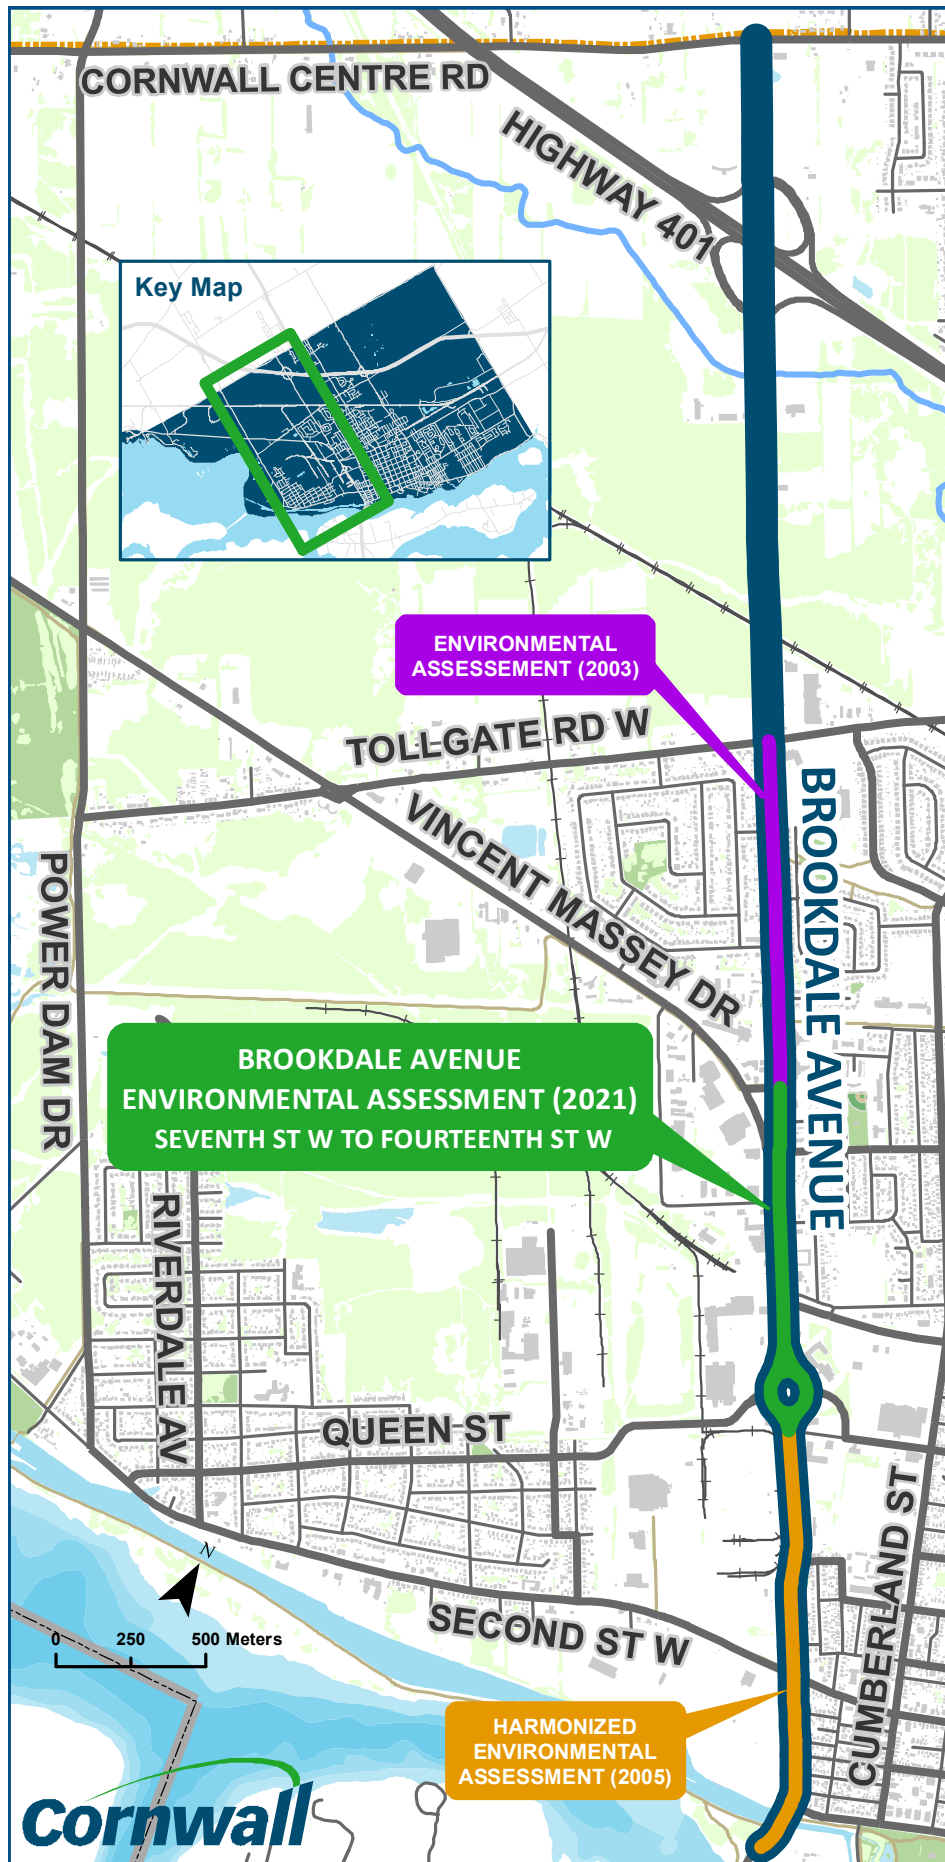 CORNWALL CENTRE RD
HIGHWAY 401
Key Map
ENVIRONMENTAL
ASSESSEMENT (2003)
TOLLGATE RD W
VINCENT MASSEY DR
BROOKDALE AVENUE
POWER DAM DR
BROOKDALE AVENUE
ENVIRONMENTAL ASSESSMENT (2021)
SEVENTH ST W TO FOURTEENTH ST W
RIVERDALE AV
QUEEN ST
CUMBERLAND ST
N
SECOND ST W
0 250 500 Meters
HARMONIZED
ENVIRONMENTAL
ASSESSMENT (2005)
Cornwall